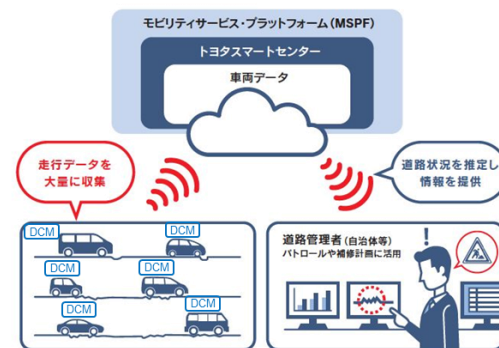 モビリティサービス・プラットフォーム(MSPF)
トヨタスマートセンター
車両データ
走行データを
大量に収集
道路状況を推定し
情報を提供
DCM
DCM
DCM
DCM
DCM
DCM
道路管理者(自治体等)
パトロールや補修計画に活用
!